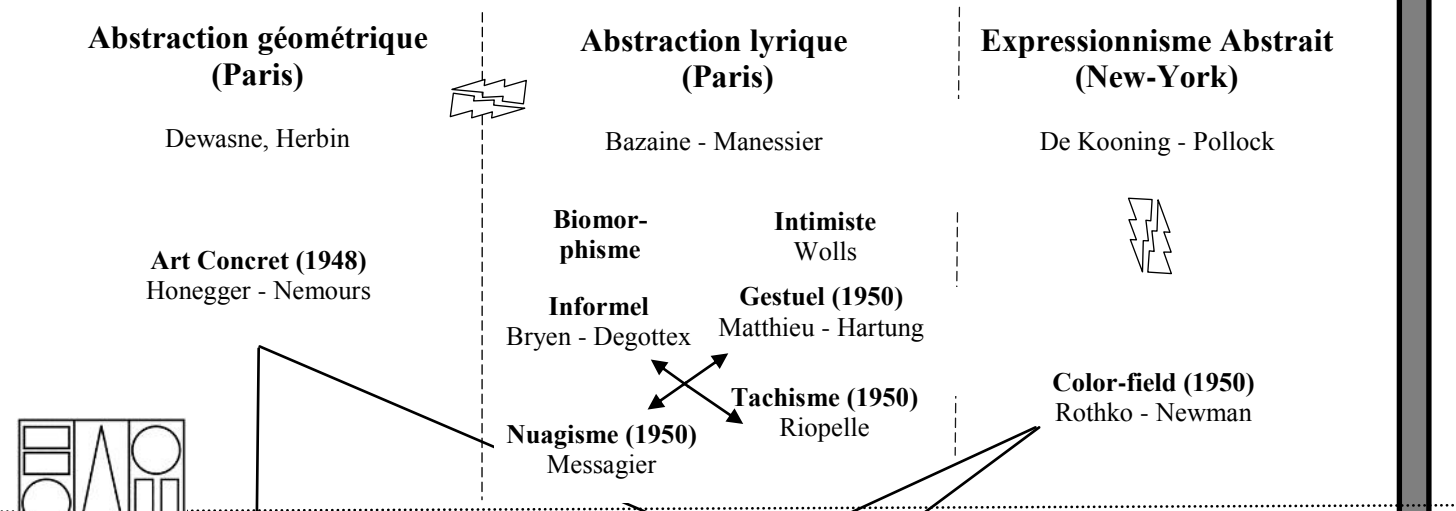 Abstraction géométrique
(Paris)
Dewasne, Herbin
Art Concret (1948)
Honegger - Nemours
Abstraction lyrique
(Paris)
Bazaine - Manessier
Biomor-
phisme
Intimiste
Wolls
Informel
Bryen - Degottex
Gestuel (1950)
Matthieu - Hartung
Tachisme (1950)
Riopelle
Nuagisme (1950)
Messagier
Expressionnisme Abstrait
(New-York)
De Kooning - Pollock
Color-field (1950)
Rothko - Newman